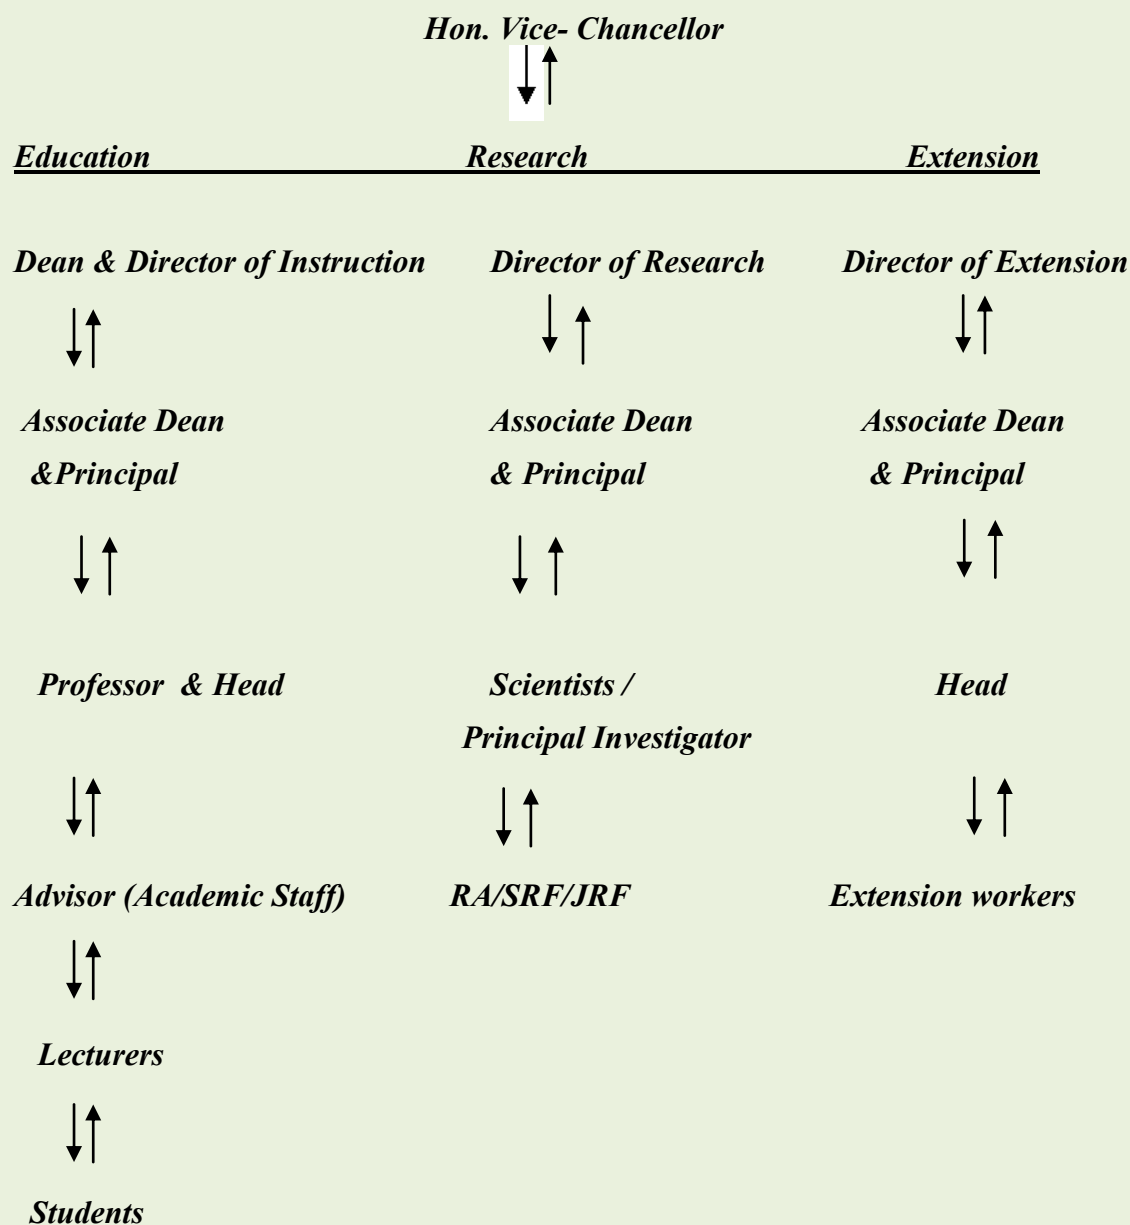 Hon. Vice- Chancellor
Education Research Extension
Dean & Director of Instruction Director of Research Director of Extension
Associate Dean Associate Dean Associate Dean
&Principal & Principal & Principal
Professor & Head Scientists / Head
Principal Investigator
Advisor (Academic Staff) RA/SRF/JRF Extension workers
Lecturers
Students